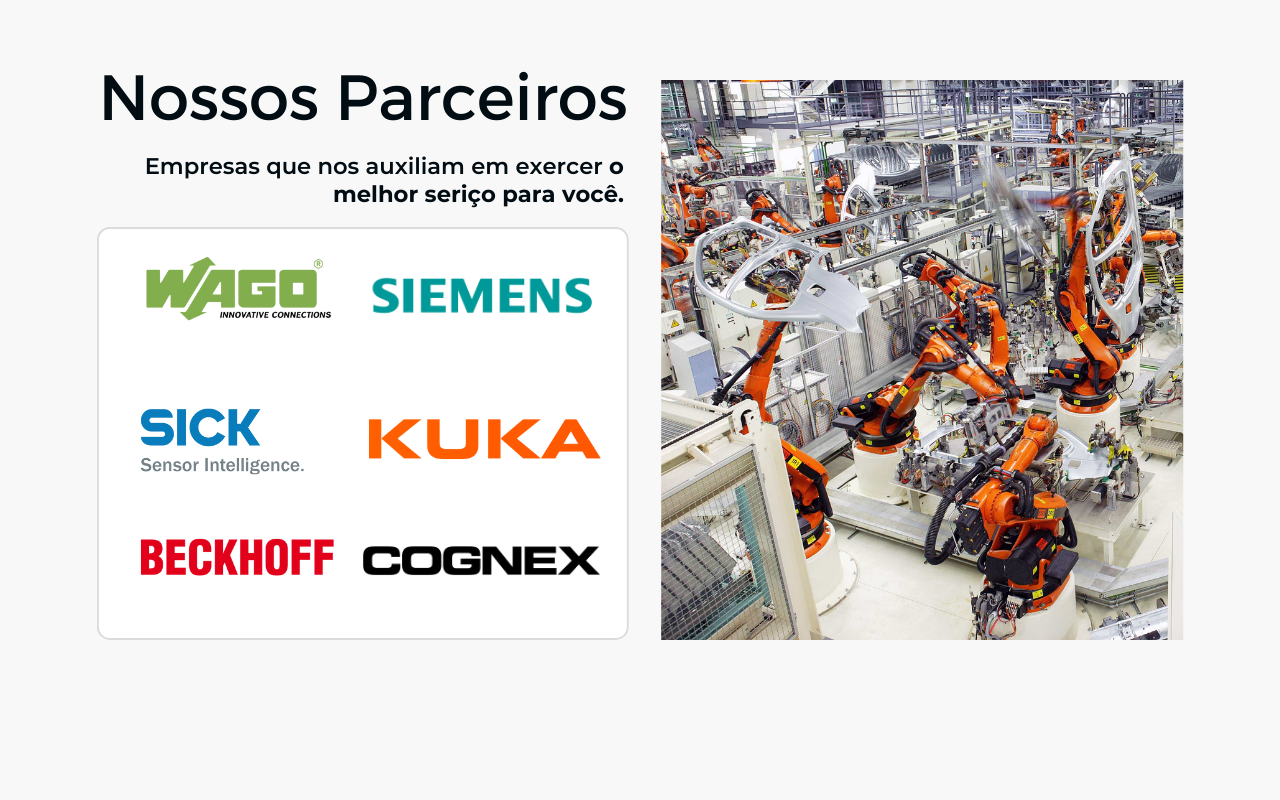 Nossos Parceiros
Empresas que nos auxiliam em exercer o
melhor seriço para você.
WAGO®
INNOVATIVE CONNECTIONS
SIEMENS
SICK
Sensor Intelligence.
KUKA
BECKHOFF
COGNEX